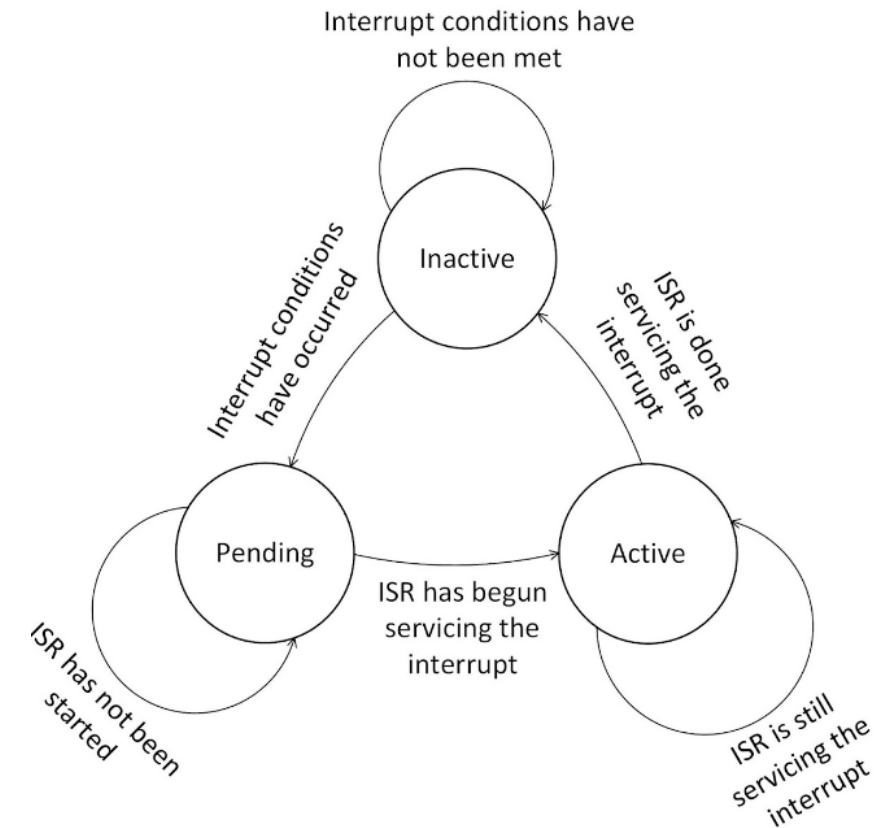 Interrupt conditions have
not been met
Inactive
Interrupt conditions
have occurred
ISR is done
servicing the
interrupt
Pending
Active
ISR has begun
servicing the
interrupt
ISR has not been
started
ISR is still
servicing the
interrupt